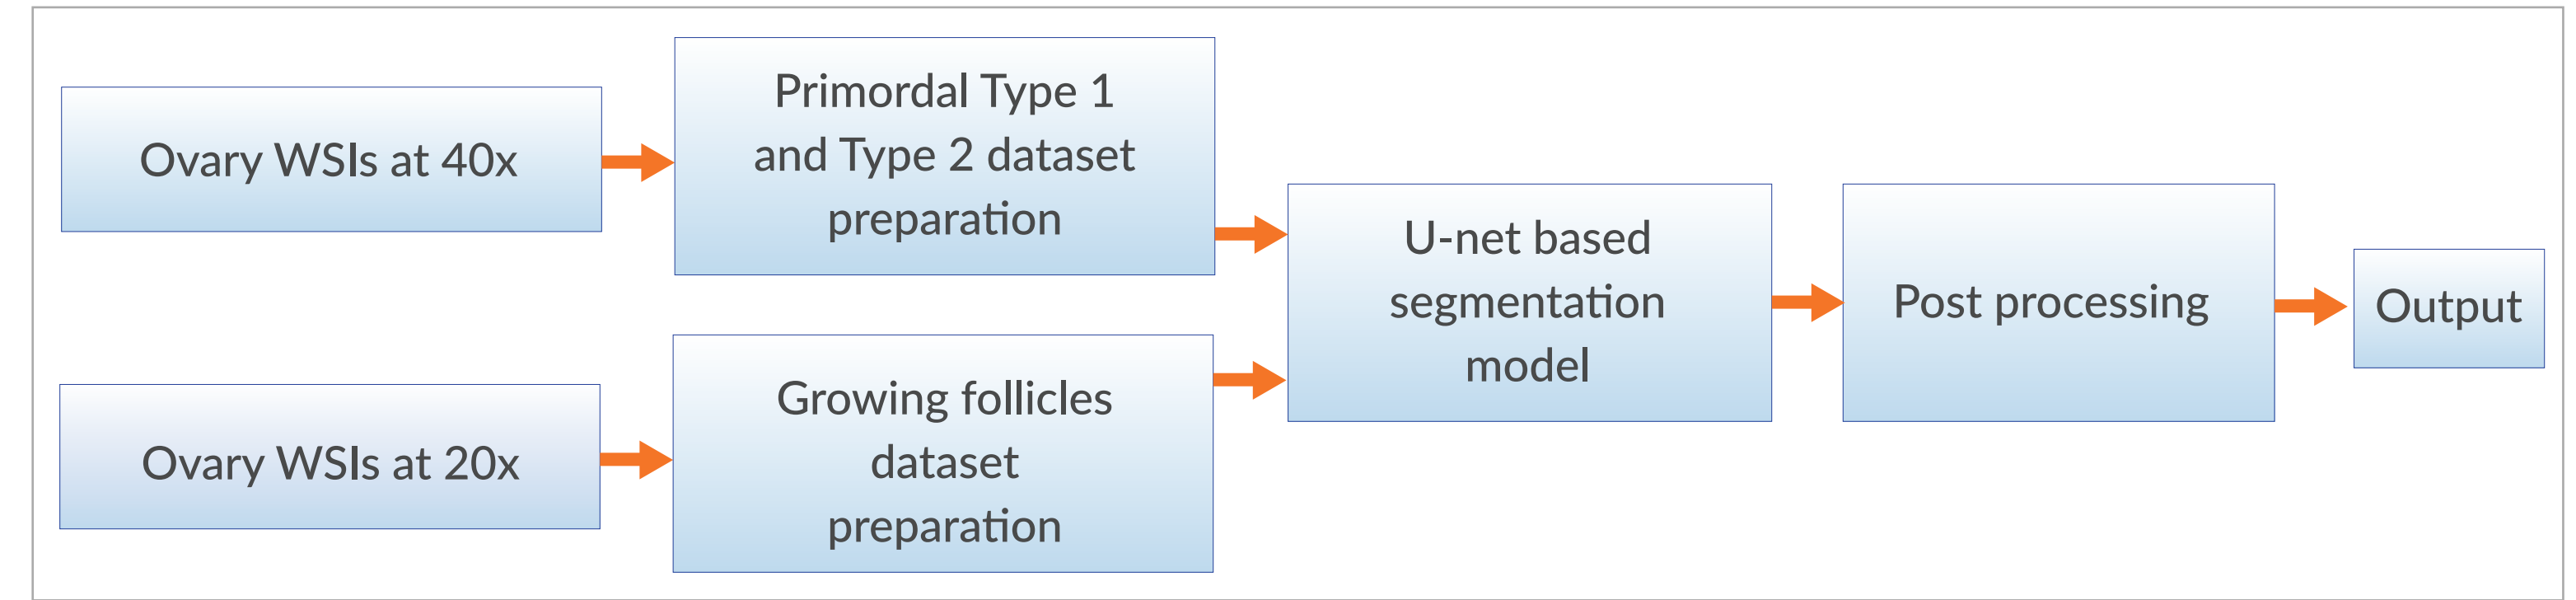 Ovary WSIs at 40x
Primordal Type 1
and Type 2 dataset
preparation
Ovary WSIs at 20x
Growing follicles
dataset
preparation
U-net based
segmentation
model
Post processing
Output